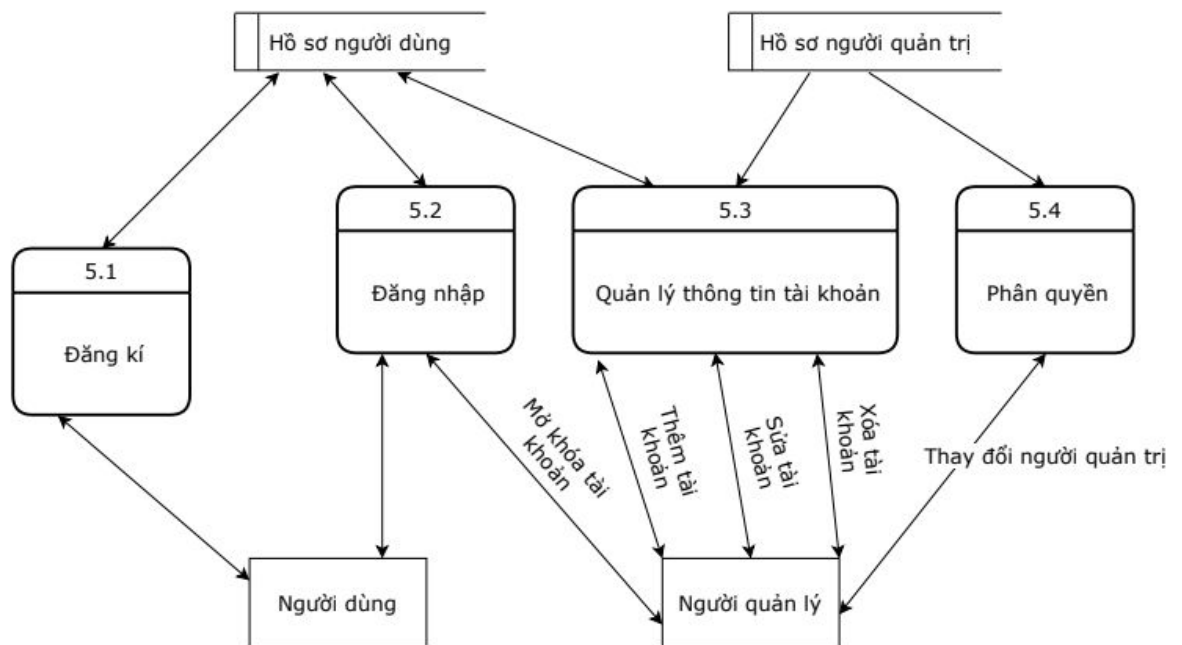 Hồ sơ người dùng
Hồ sơ người quản trị
5.1
Đăng kí
5.2
Đăng nhập
5.3
Quản lý thông tin tài khoản
5.4
Phân quyền
Mở khóa tài
khoản
Thêm tài
khoản
Sửa tài
khoản
Xóa tài
khoản
Thay đổi người quản trị
Người dùng
Người quản lý